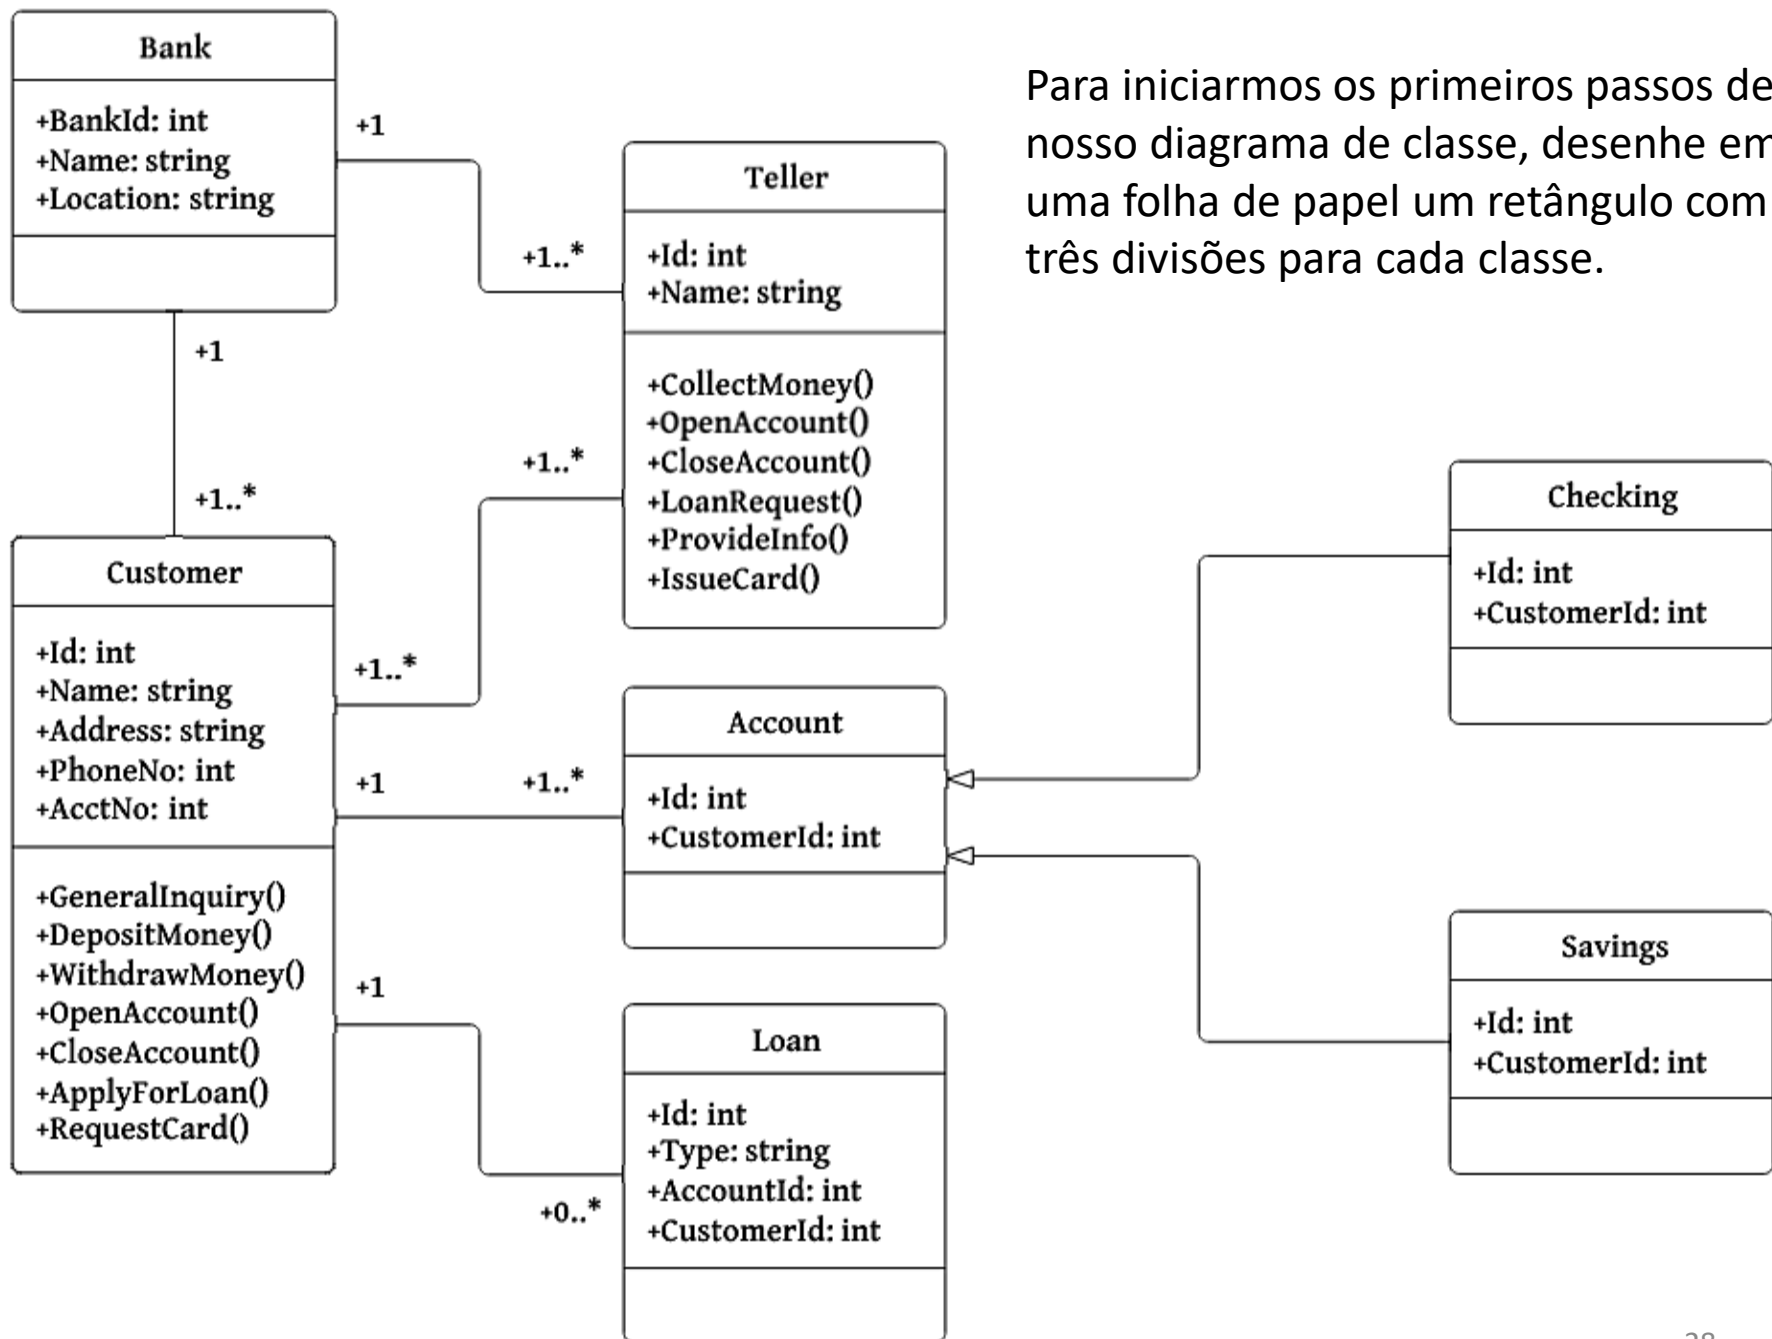 Bank
+BankId: int
+Name: string
+Location: string
+1
+1..*
Para iniciarmos os primeiros passos de
nosso diagrama de classe, desenhe em
uma folha de papel um retângulo com
três divisões para cada classe.
Teller
+Id: int
+Name: string
+CollectMoney()
+OpenAccount()
+CloseAccount()
+LoanRequest()
+ProvideInfo()
+IssueCard()
+1
+1..*
Customer
+Id: int
+Name: string
+Address: string
+PhoneNo: int
+AcctNo: int
+GeneralInquiry()
+DepositMoney()
+WithdrawMoney()
+OpenAccount()
+CloseAccount()
+ApplyForLoan()
+RequestCard()
+1..*
+1..*
+1
+1..*
Account
+Id: int
+CustomerId: int
+1
+0..*
Loan
+Id: int
+Type: string
+AccountId: int
+CustomerId: int
Checking
+Id: int
+CustomerId: int
Savings
+Id: int
+CustomerId: int